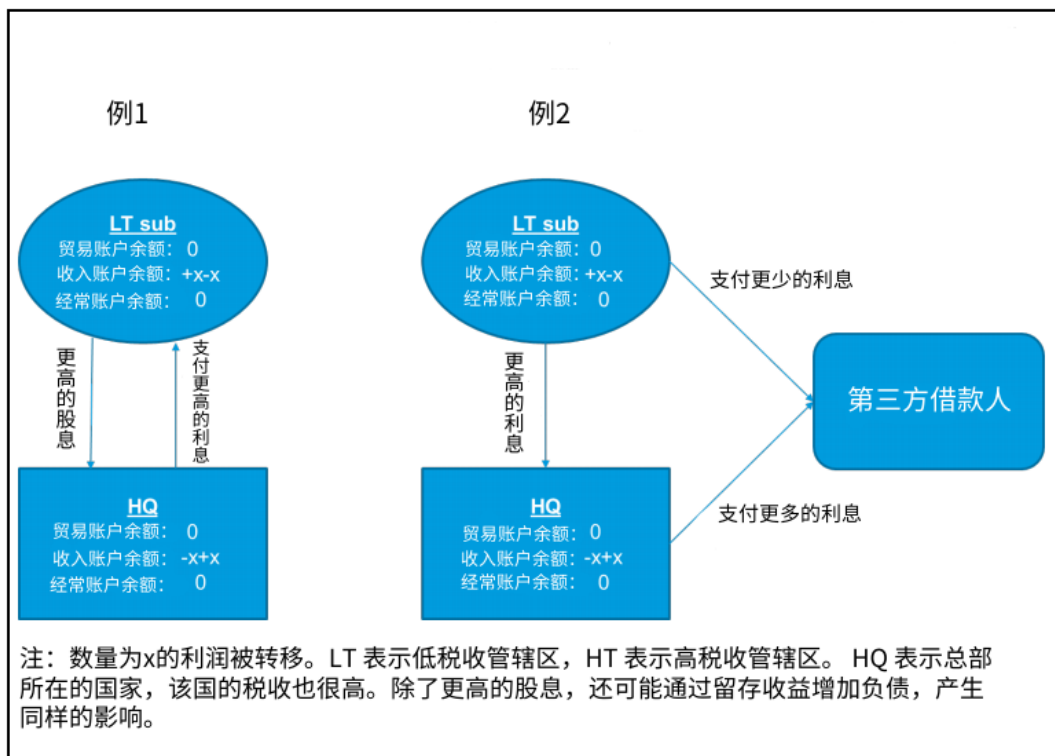 例1
LT sub
贸易账户余额：0
收入账户余额：+x-x
经常账户余额：0
更高的股息
支付更高的利息
HQ
贸易账户余额：0
收入账户余额：-x+x
经常账户余额：0
例2
LT sub
贸易账户余额：0
收入账户余额：+x-x
经常账户余额：0
更高的利息
HQ
贸易账户余额：0
收入账户余额：-x+x
经常账户余额：0
支付更少的利息
第三方借款人
支付更多的利息
注：数量为x的利润被转移。LT 表示低税收管辖区，HT 表示高税收管辖区。 HQ 表示总部
所在的国家，该国的税收也很高。除了更高的股息，还可能通过留存收益增加负债，产生
同样的影响。